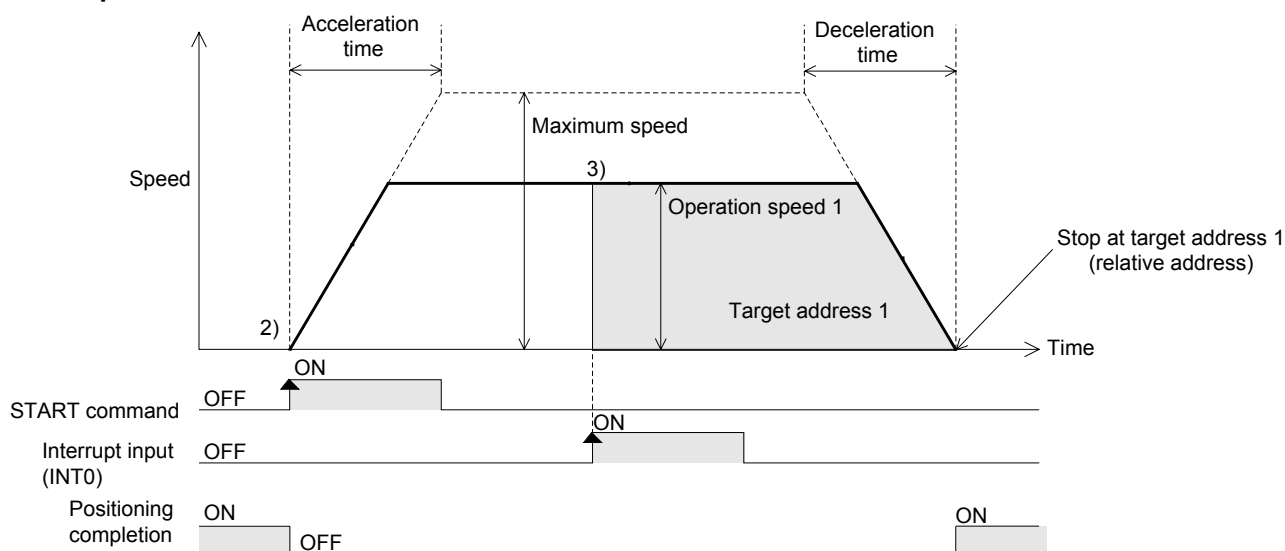 Acceleration
time
Deceleration
time
Maximum speed
3)
Speed
Operation speed 1
Stop at target address 1
(relative address)
Target address 1
2)
Time
ON
OFF
START command
ON
OFF
Interrupt input
(INT0)
Positioning
completion
ON
OFF
ON